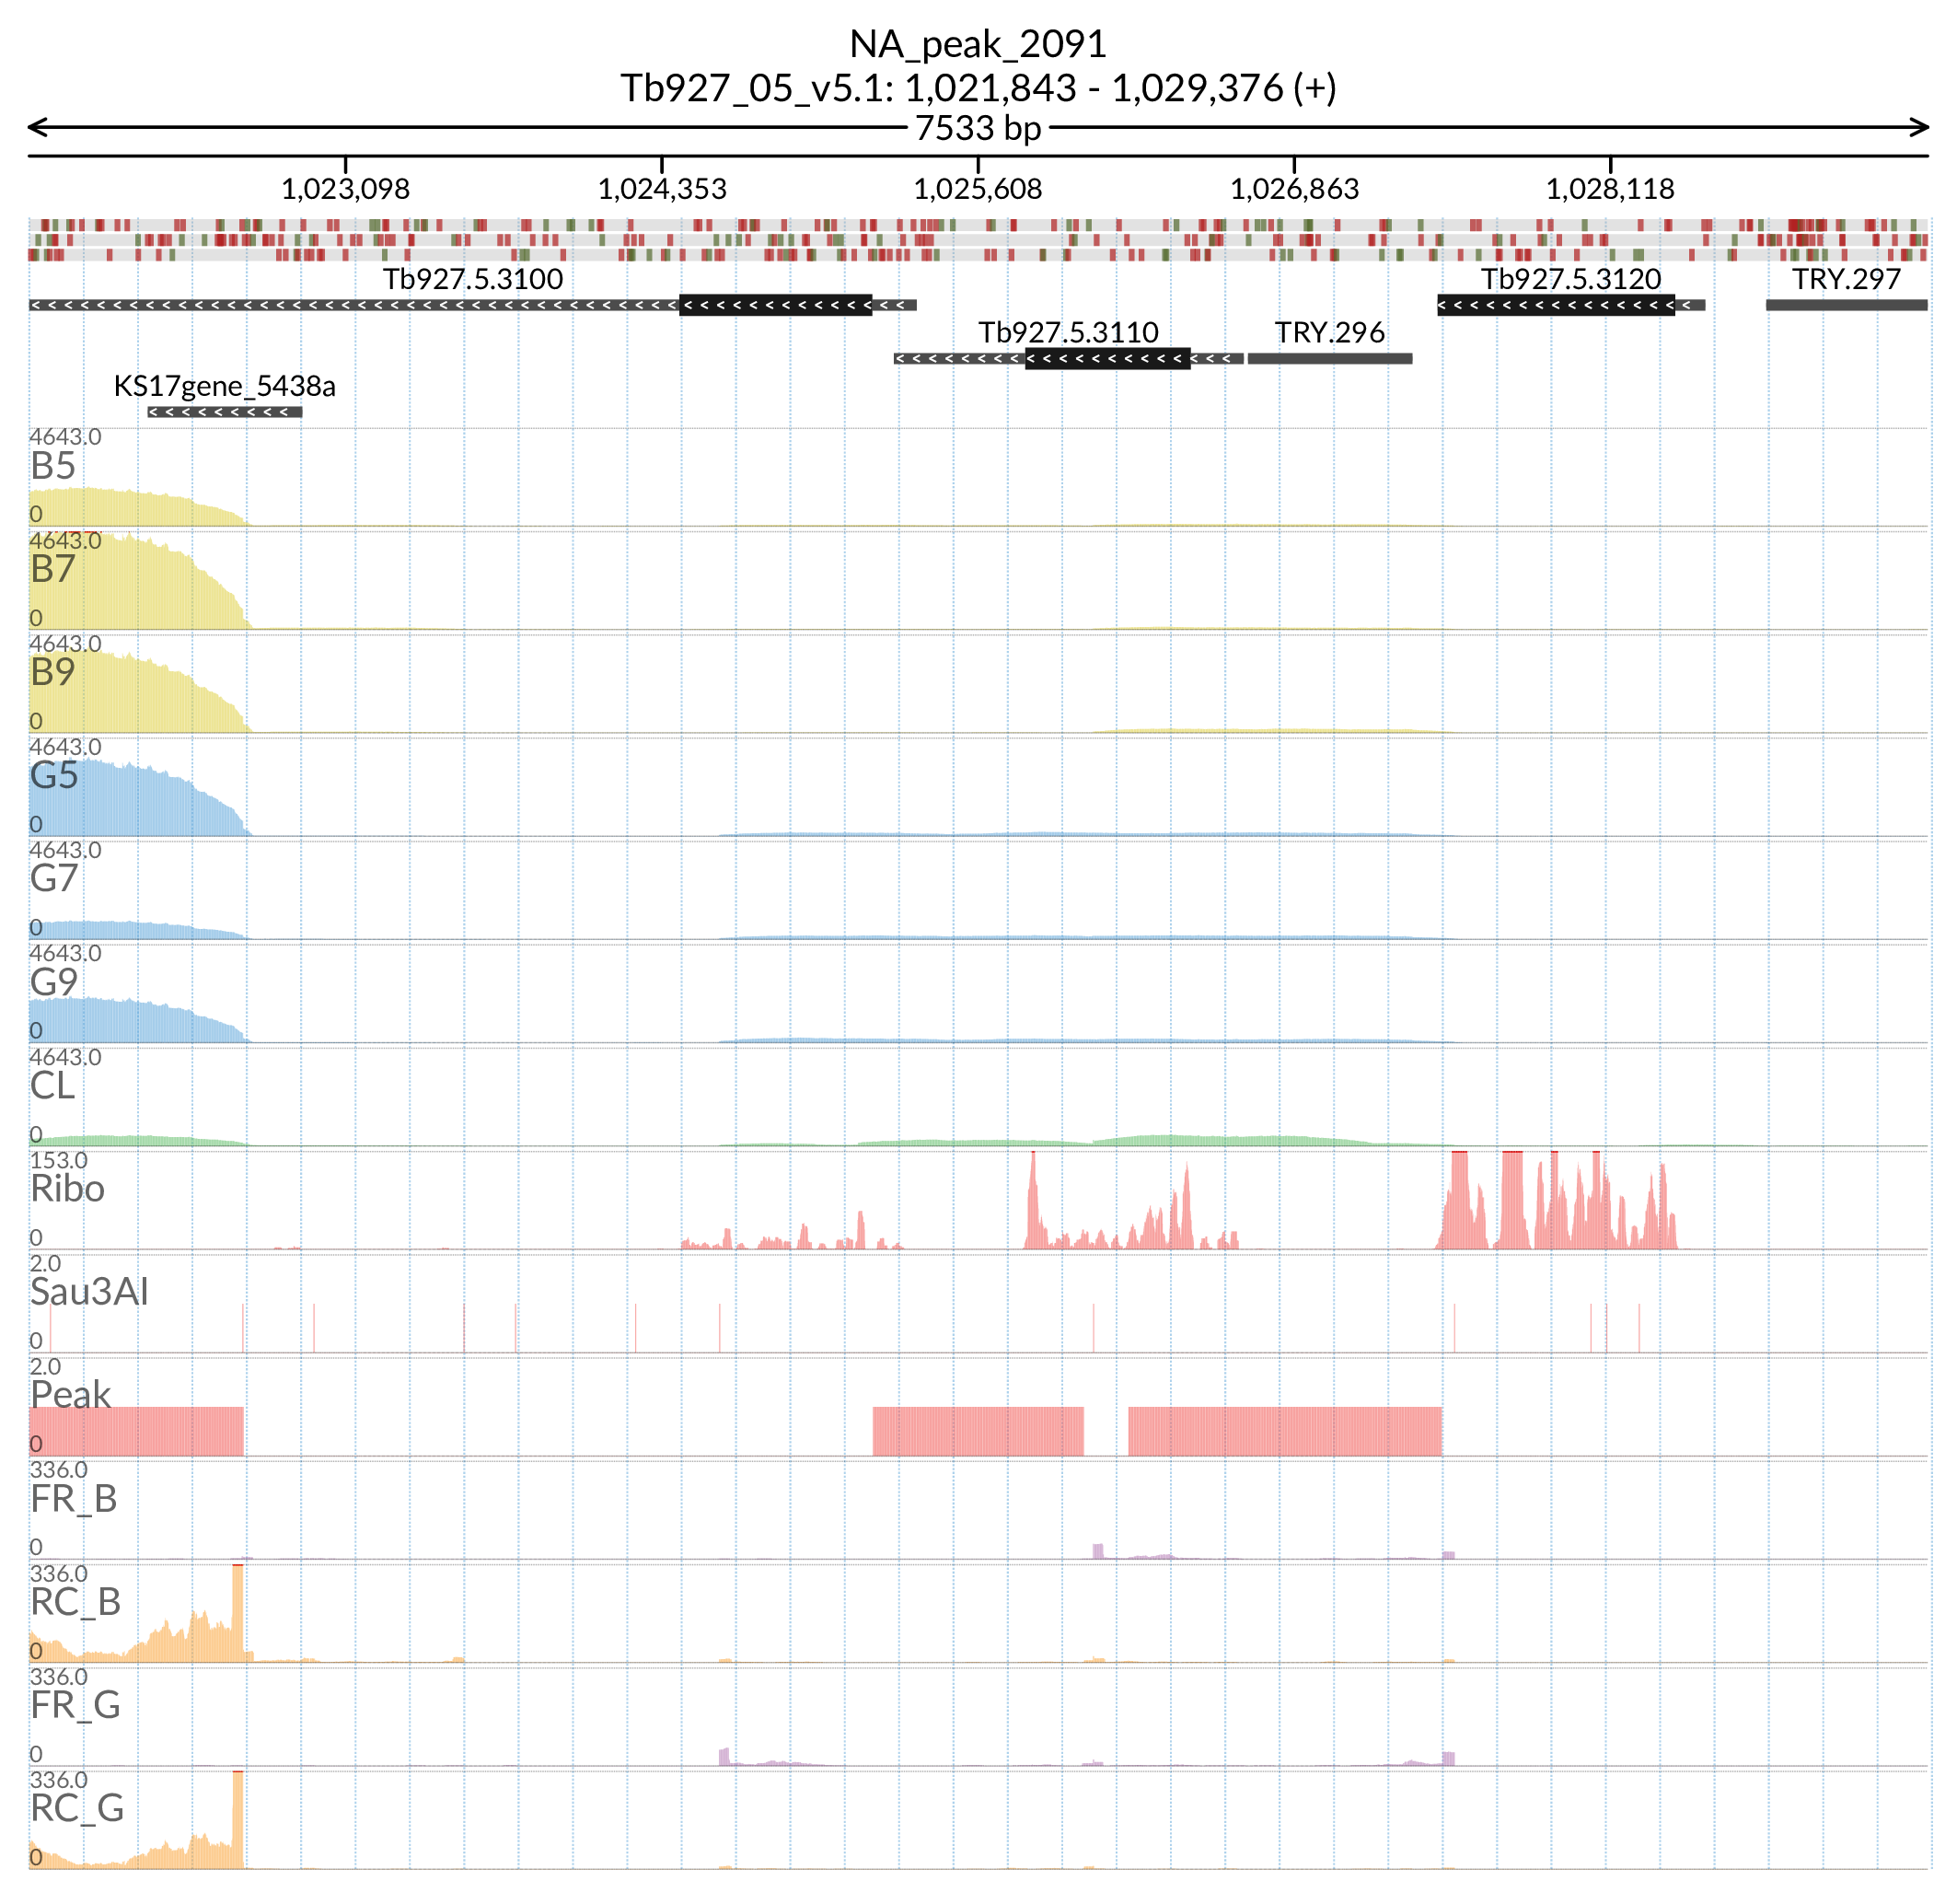 NA_peak_2091
Tb927_05_v5.1: 1,021,843 - 1,029,376 (+)
7533 bp
1,023,098 1,024,353 1,025,608 1,026,863 1,028,118
Tb927.5.3100 Tb927.5.3120 TRY.297
Tb927.5.3110 TRY.296
KS17gene_5438a
4643.0
B5
0
4643.0
B7
0
4643.0
B9
0
4643.0
G5
0
4643.0
G7
0
4643.0
G9
0
4643.0
CL
0
153.0
Ribo
0
2.0
Sau3AI
0
2.0
Peak
0
336.0
FR_B
0
336.0
RC_B
0
336.0
FR_G
0
336.0
RC_G
0